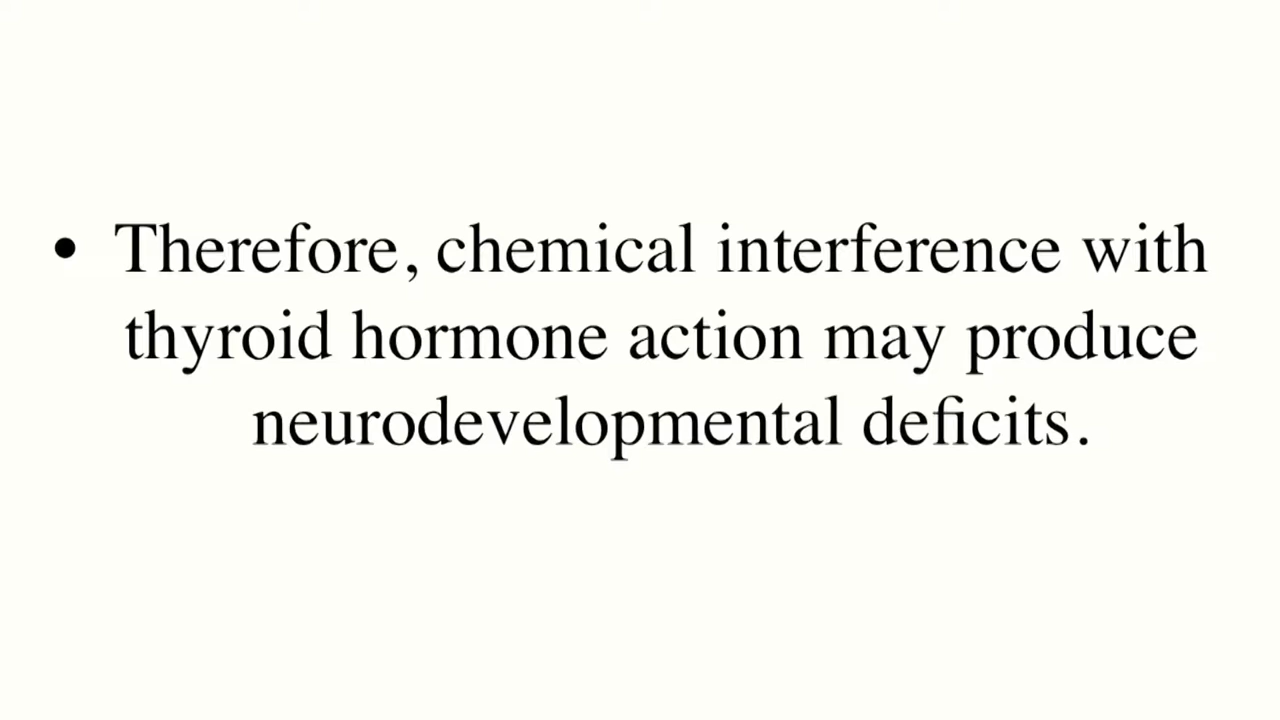 • Therefore, chemical interference with
thyroid hormone action may produce
neurodevelopmental deficits.